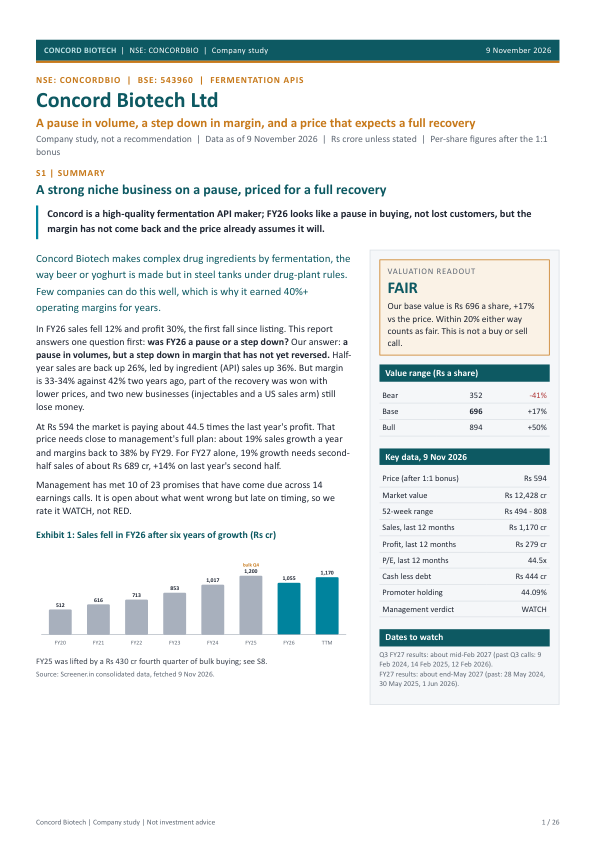 CONCORD BIOTECH | NSE: CONCORDBIO | Company study
9 November 2026
NSE: CONCORDBIO | BSE: 543960 | FERMENTATION APIS
Concord Biotech Ltd
A pause in volume, a step down in margin, and a price that expects a full recovery
Company study, not a recommendation | Data as of 9 November 2026 | Rs crore unless stated | Per-share figures after the 1:1
bonus
S1 | SUMMARY
A strong niche business on a pause, priced for a full recovery
Concord is a high-quality fermentation API maker; FY26 looks like a pause in buying, not lost customers, but the
margin has not come back and the price already assumes it will.
Concord Biotech makes complex drug ingredients by fermentation, the
way beer or yoghurt is made but in steel tanks under drug-plant rules.
Few companies can do this well, which is why it earned 40%+
operating margins for years.
In FY26 sales fell 12% and profit 30%, the first fall since listing. This report
answers one question first: was FY26 a pause or a step down? Our answer: a
pause in volumes, but a step down in margin that has not yet reversed. Half-
year sales are back up 26%, led by ingredient (API) sales up 36%. But margin
is 33-34% against 42% two years ago, part of the recovery was won with
lower prices, and two new businesses (injectables and a US sales arm) still
lose money.
At Rs 594 the market is paying about 44.5 times the last year's profit. That
price needs close to management's full plan: about 19% sales growth a year
and margins back to 38% by FY29. For FY27 alone, 19% growth needs second-
half sales of about Rs 689 cr, +14% on last year's second half.
Management has met 10 of 23 promises that have come due across 14
earnings calls. It is open about what went wrong but late on timing, so we
rate it WATCH, not RED.
Exhibit 1: Sales fell in FY26 after six years of growth (Rs cr)
512
616
713
853
1,017
bulk Q4
1,200
1,055
1,170
FY20
FY21
FY22
FY23
FY24
FY25
FY26
TTM
FY25 was lifted by a Rs 430 cr fourth quarter of bulk buying; see S8.
Source: Screener.in consolidated data, fetched 9 Nov 2026.
VALUATION READOUT
FAIR
Our base value is Rs 696 a share, +17%
vs the price. Within 20% either way
counts as fair. This is not a buy or sell
call.
Value range (Rs a share)
Bear 352 -41%
Base 696 +17%
Bull 894 +50%
Key data, 9 Nov 2026
Price (after 1:1 bonus) Rs 594
Market value Rs 12,428 cr
52-week range Rs 494 - 808
Sales, last 12 months Rs 1,170 cr
Profit, last 12 months Rs 279 cr
P/E, last 12 months 44.5x
Cash less debt Rs 444 cr
Promoter holding 44.09%
Management verdict WATCH
Dates to watch
Q3 FY27 results: about mid-Feb 2027 (past Q3 calls: 9
Feb 2024, 14 Feb 2025, 12 Feb 2026).
FY27 results: about end-May 2027 (past: 28 May 2024,
30 May 2025, 1 Jun 2026).
Concord Biotech | Company study | Not investment advice
1 / 26